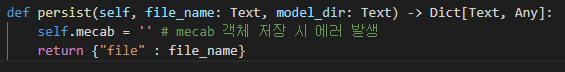 def persist(self, file_name: Text, model_dir: Text) -> Dict[Text, Any]:
self.mecab = '' # mecab 객체 저장 시 에러 발생
return {"file" : file_name}